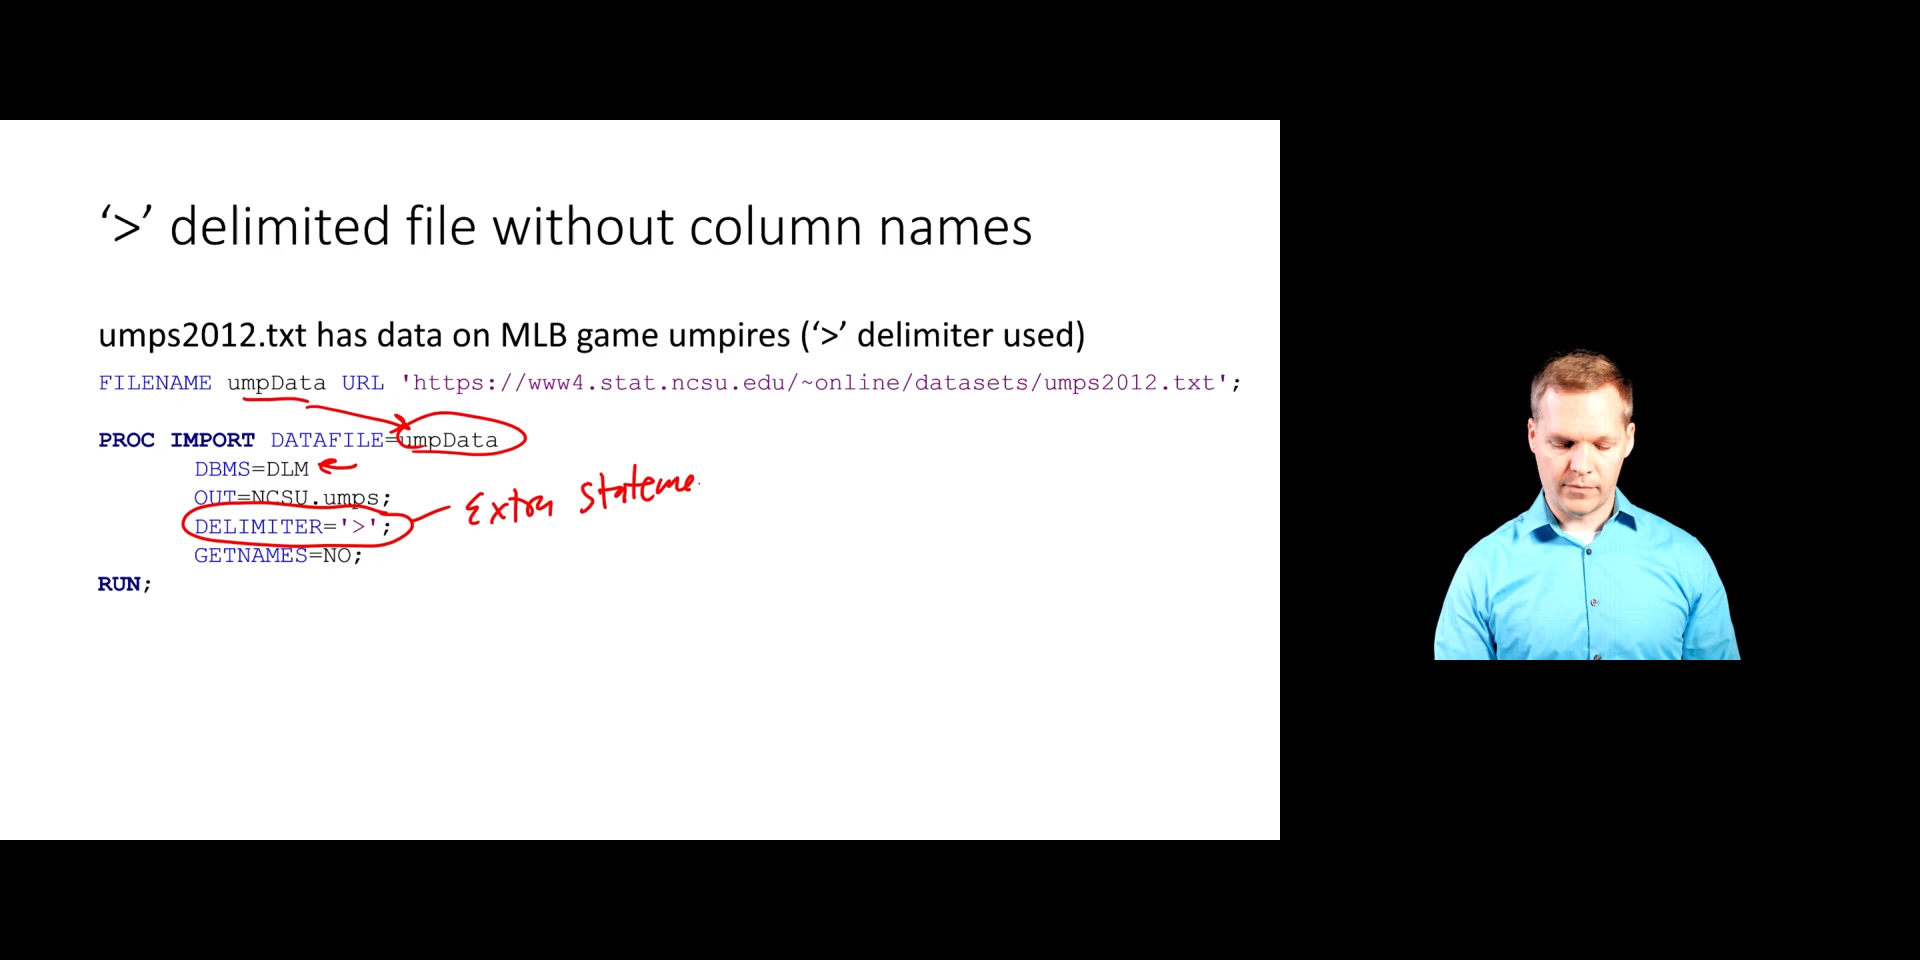 ‘>’ delimited file without column names
umps2012.txt has data on MLB game umpires (‘>’ delimiter used)
FILENAME umpData URL 'https://www4.stat.ncsu.edu/~online/datasets/umps2012.txt';
PROC IMPORT DATAFILE=umpData
DBMS=DLM
OUT=NCSU.umps;
DELIMITER='>';
Extra Stateme
GETNAMES=NO;
RUN;